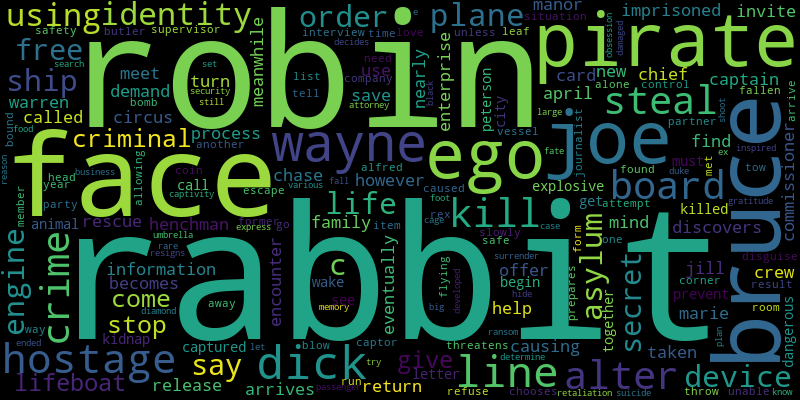 using identity order plane manor invite imprisoned
safety butler supervisor interview time love unless leaf situation
free robin pirate
search set list need use card new chief
ship meet turn tell company nearly enterprise peterson city april alone control captain
warren demand security still save attorney black obsession damaged fallen arrive
called circus bomb meanwhile steal large
bound process wayne ego joe partner shoot
food criminal another alfred vessel find ex inspired
reason business coin chase however caused journalist found must met duke tow
face head year call escape various fall foot explosive fate commissioner
member allowing captivity rex get attempt gratitude
party rescue henchman former go life kill board bruce
animal umbrella express family item cage case killed
engine crime rare resigns encounter slowly asylum mind discovers disguise
rabbit
information c safe form one crew
becomes wake offer jill result
come away diamond see flying begin secret corner prevent
way stop memory eventually big developed surrender hide help prepares together marie room
ended kidnap let blow ransom causing plan dangerous
hostage say captured captor threatens determine taken
dick give line alter device
lifeboat release arrives run try letter refuse chooses throw unable know
return passenger decides retaliation suicide